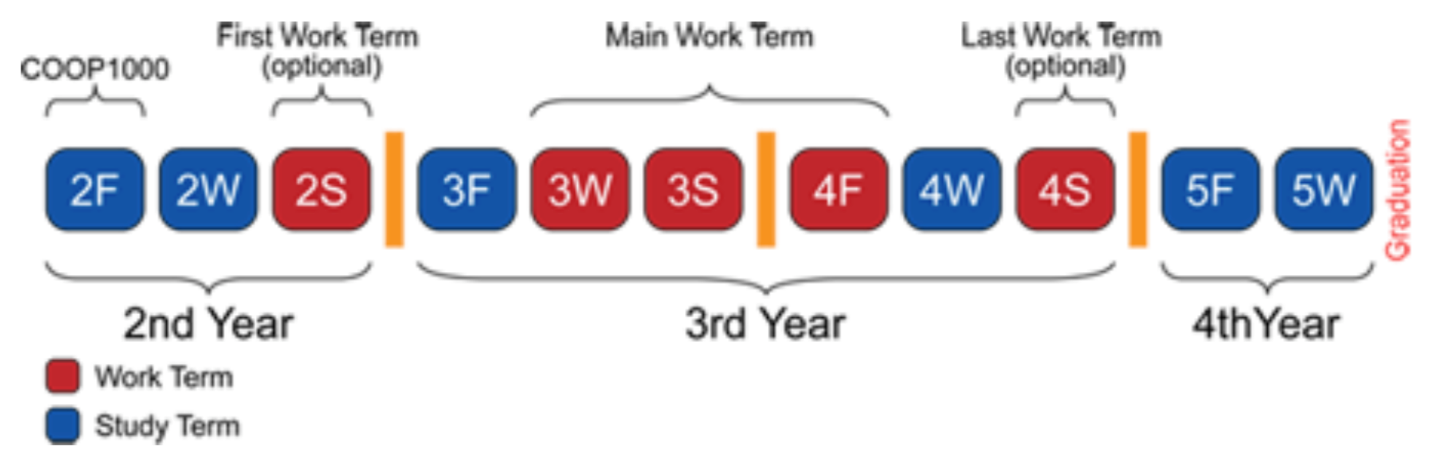 First Work Term
(optional)
Main Work Term
Last Work Term
(optional)
COOP1000
2F 2W 2S 3F 3W 3S 4F 4W 4S 5F 5W
Graduation
2nd Year
3rd Year
4thYear
Work Term
Study Term